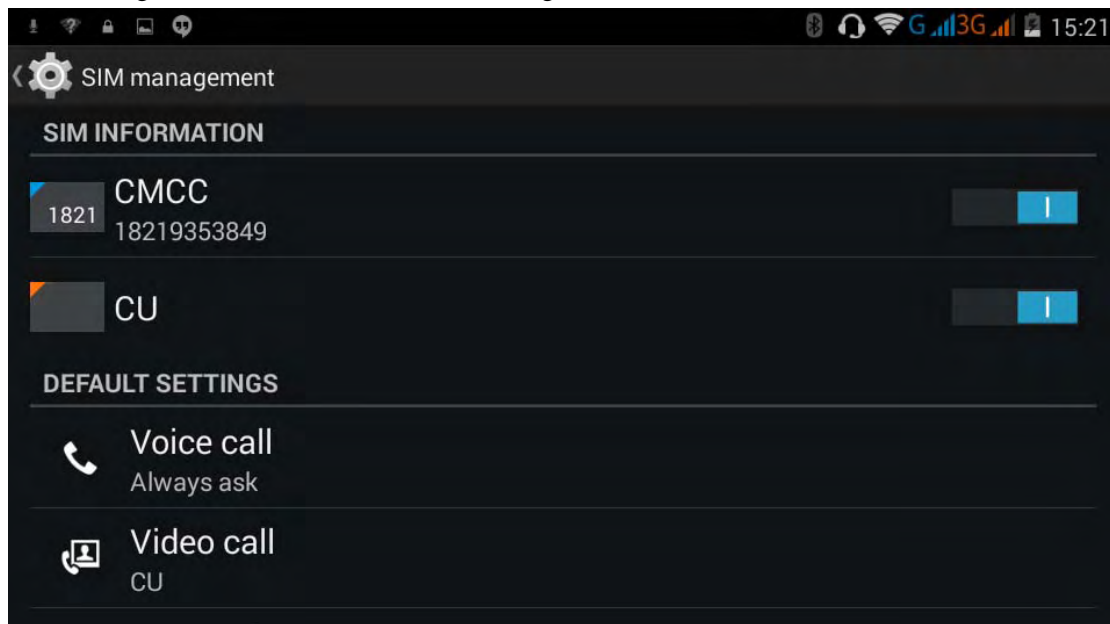 G 3G 15:21
SIM management
SIM INFORMATION
1821
CMCC
18219353849
CU
DEFAULT SETTINGS
Voice call
Always ask
Video call
CU